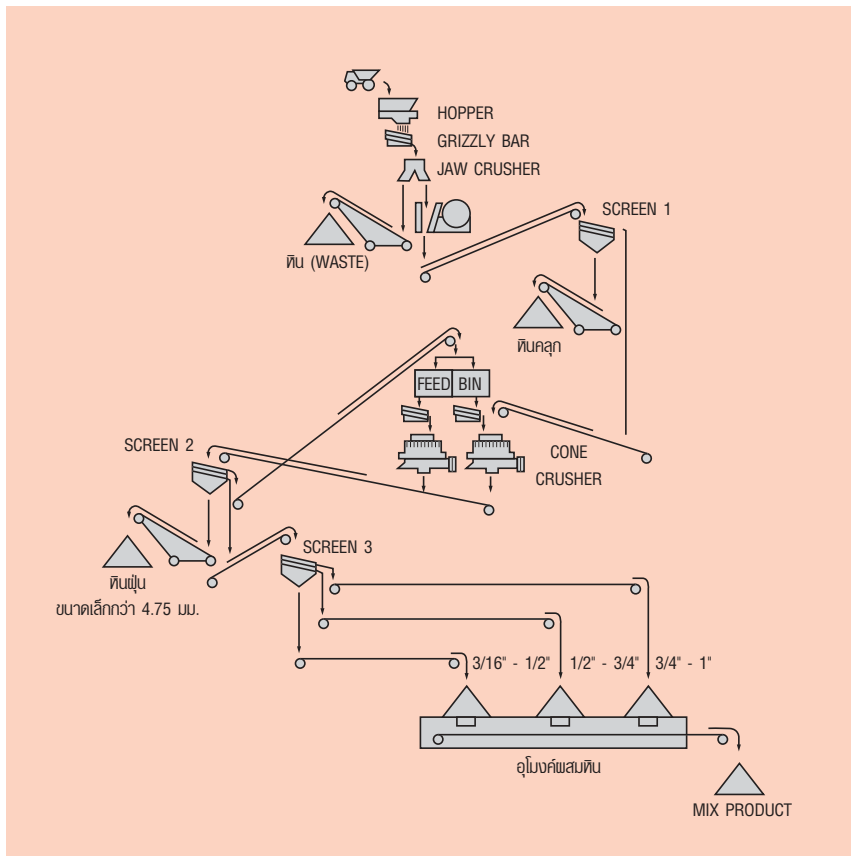 HOPPER
GRIZZLY BAR
JAW CRUSHER
SCREEN 1
หิน (WASTE)
หินคลุก
FEED BIN
SCREEN 2
CONE
CRUSHER
SCREEN 3
หินฝุ่น
ขนาดเล็กกว่า 4.75 มม.
3/16" - 1/2" 1/2" - 3/4" 3/4" - 1"
อุโมงค์ผสมหิน
MIX PRODUCT